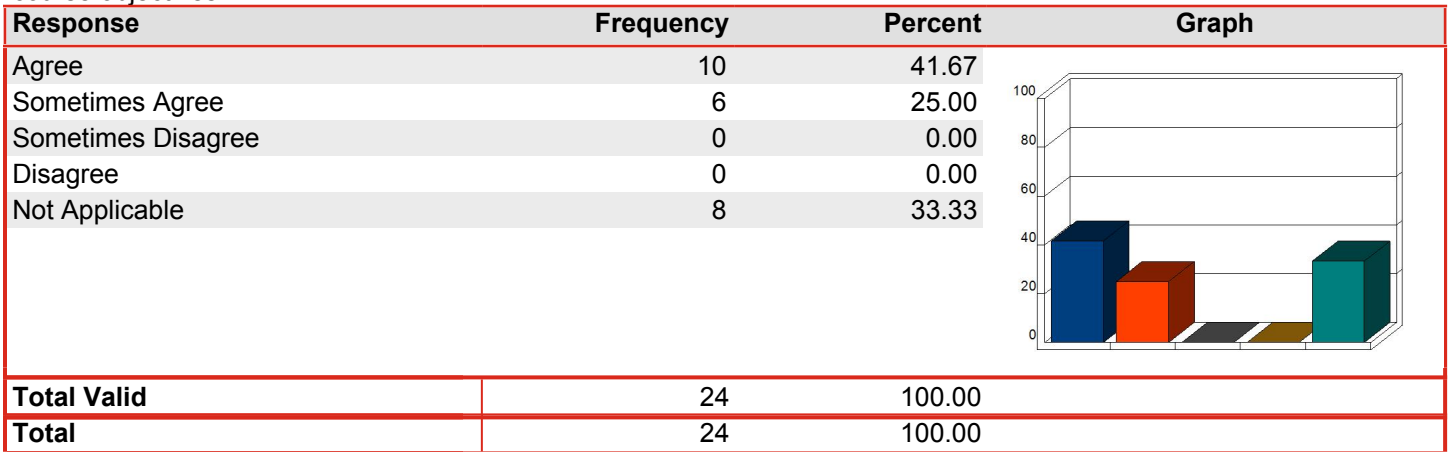 Response Frequency Percent Graph
Agree 10 41.67
Sometimes Agree 6 25.00
Sometimes Disagree 0 0.00
Disagree 0 0.00
Not Applicable 8 33.33
100
80
60
40
20
0
Total Valid 24 100.00
Total 24 100.00